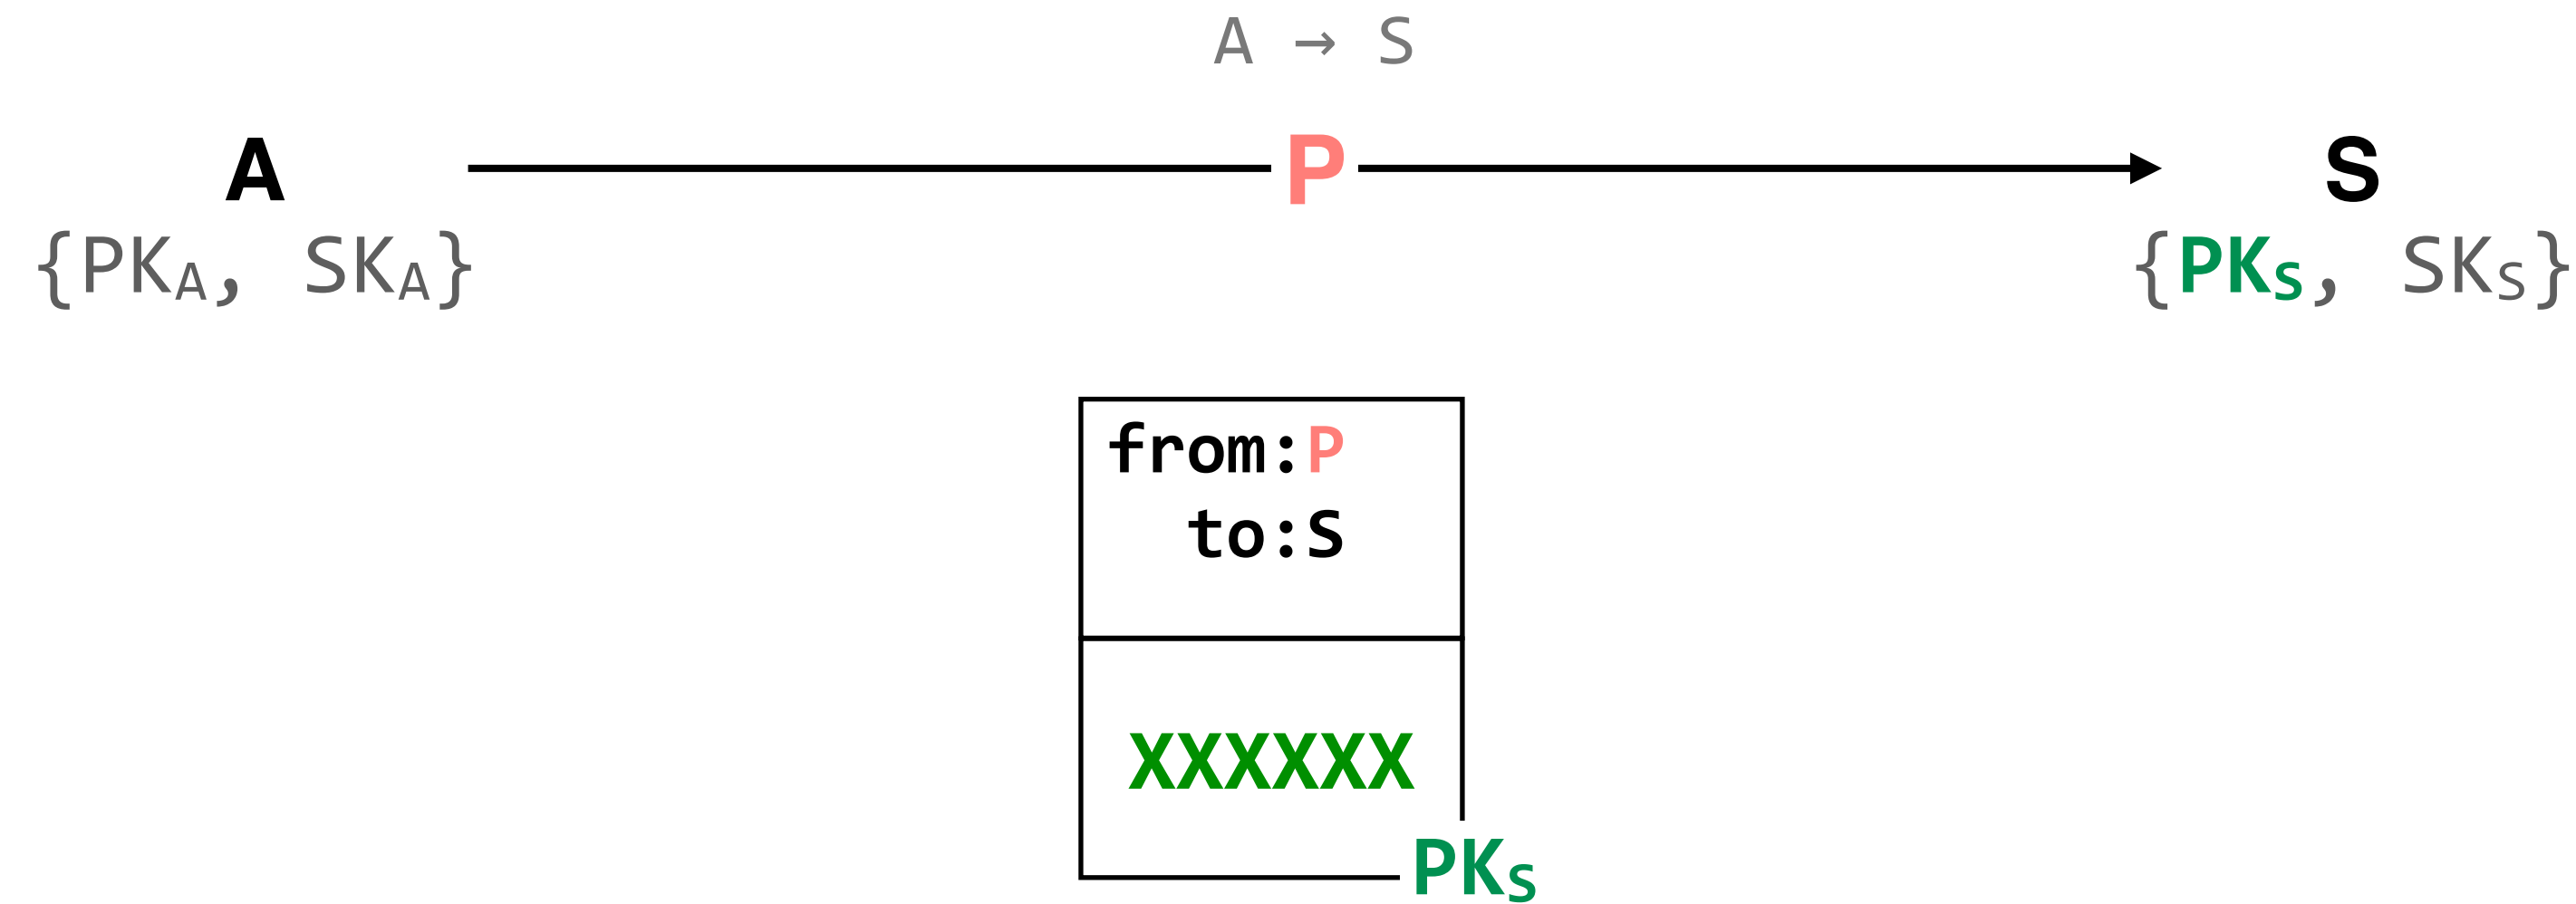 A → S
A P S
{PKA, SKA} {PKS, SKS}
from:P
to:S
XXXXXX
PKS